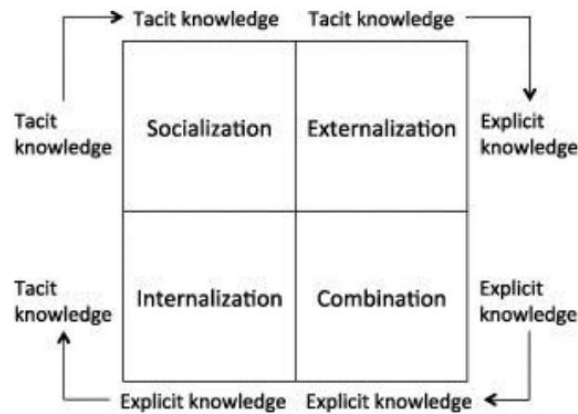 Tacit knowledge Tacit knowledge
Tacit
knowledge
Socialization Externalization
Explicit
knowledge
Tacit
knowledge
Internalization Combination
Explicit
knowledge
Explicit knowledge Explicit knowledge